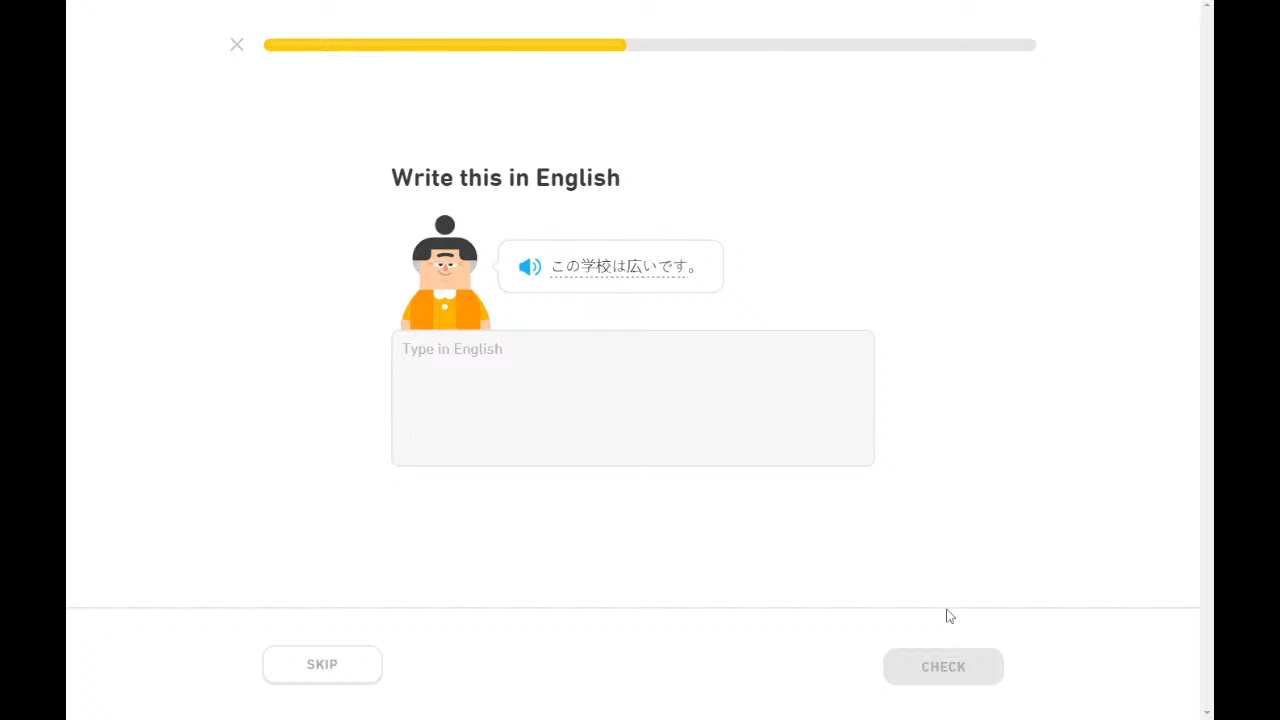 Write this in English
この学校は広いです。
Type in English
SKIP
CHECK